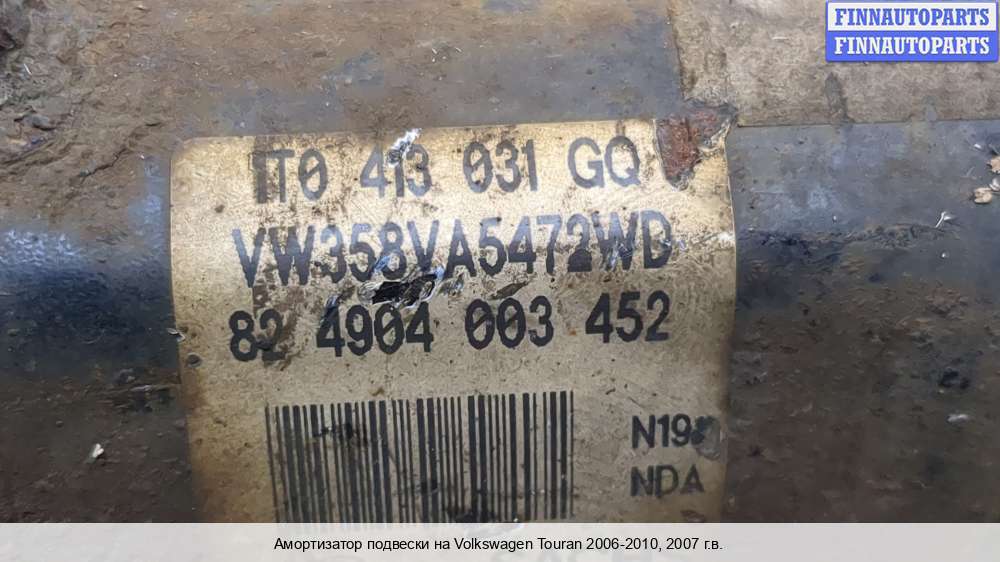 FINNAUTOPARTS
FINNAUTOPARTS
1T0 413 031 GQ
VW358VA5472WD
82 4904 003 452
NDA
Амортизатор подвески на Volkswagen Touran 2006-2010, 2007 г.в.